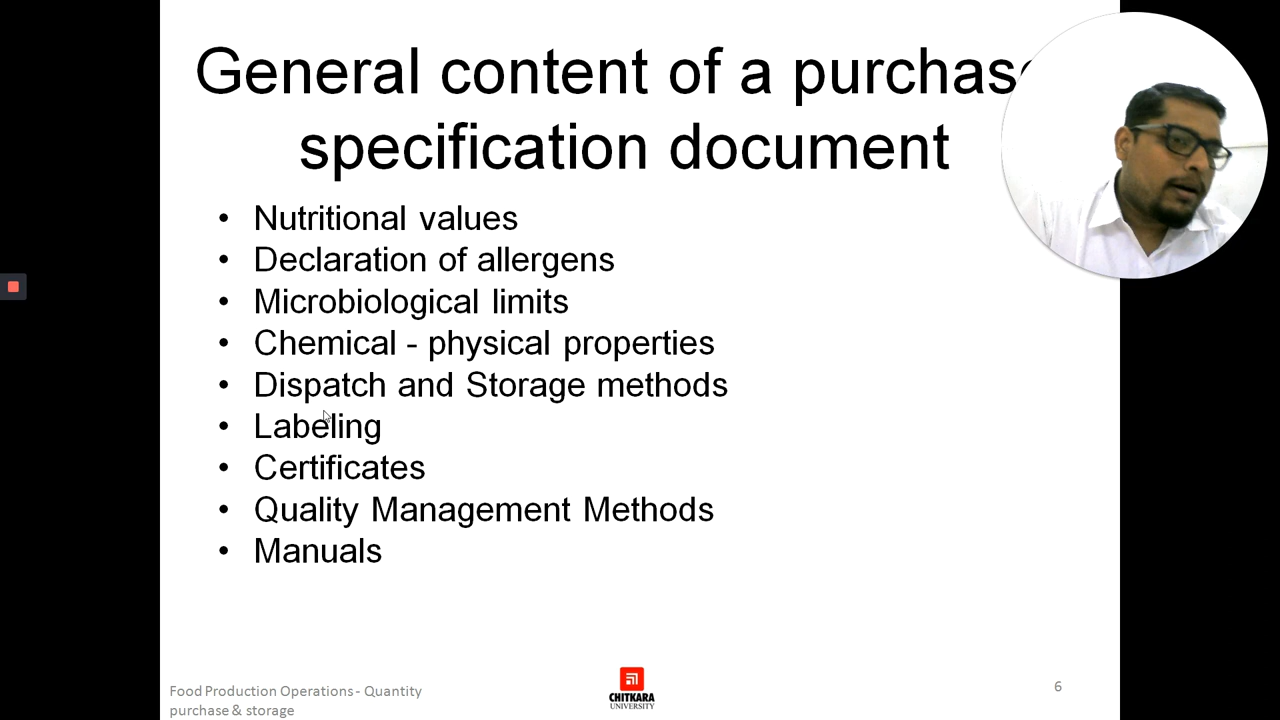 General content of a purchase
specification document
• Nutritional values
• Declaration of allergens
• Microbiological limits
• Chemical - physical properties
• Dispatch and Storage methods
• Labeling
• Certificates
• Quality Management Methods
• Manuals
Food Production Operations - Quantity
purchase & storage
CHITKARA
UNIVERSITY
6